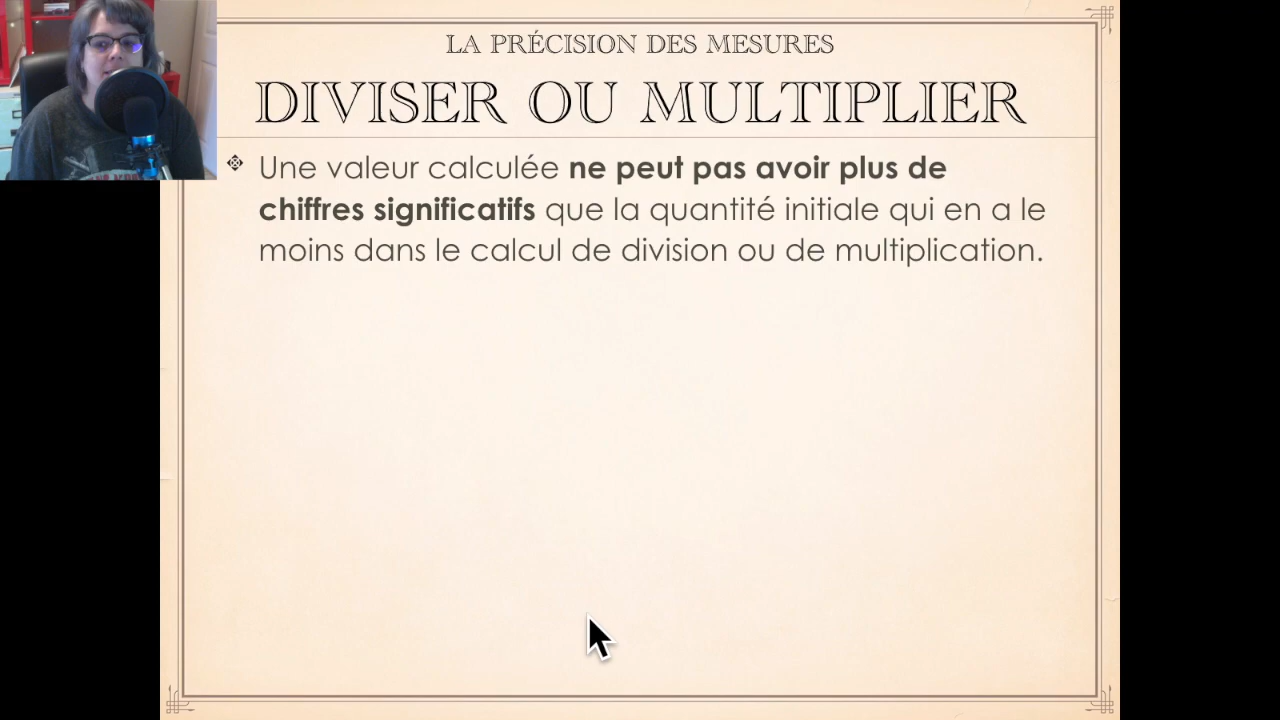 LA PRÉCISION DES MESURES
DIVISER OU MULTIPLIER
Une valeur calculée ne peut pas avoir plus de
chiffres significatifs que la quantité initiale qui en a le
moins dans le calcul de division ou de multiplication.